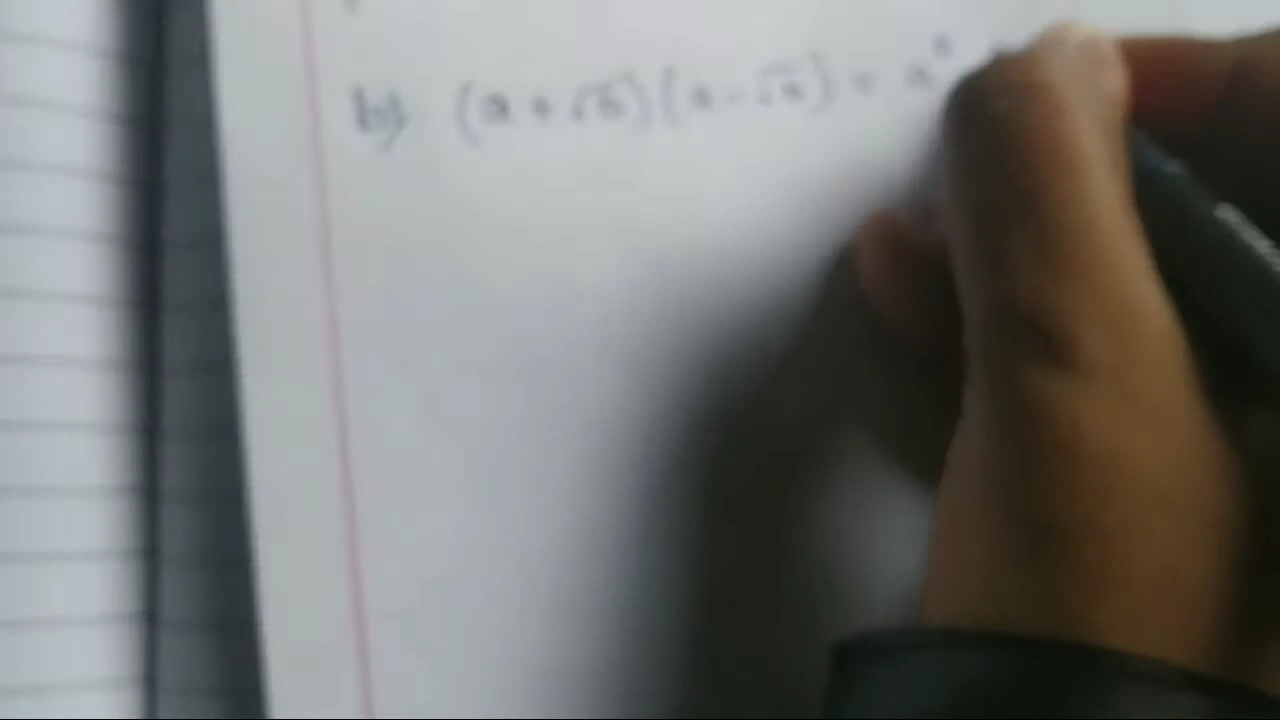 b) (a + √b)(a - √b) = a²